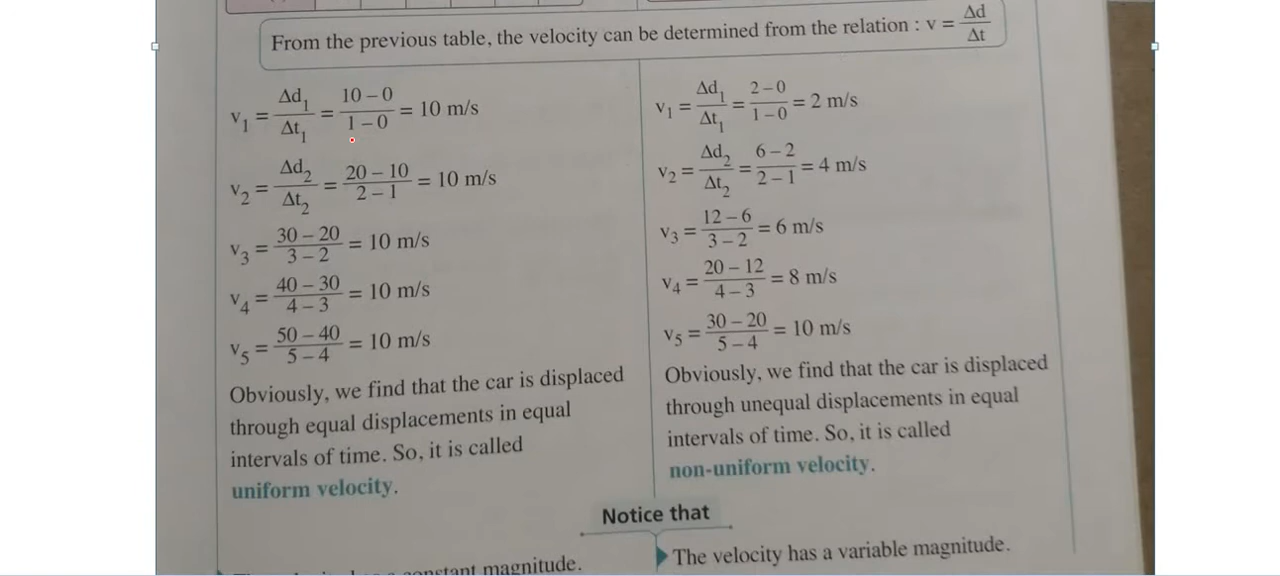 From the previous table, the velocity can be determined from the relation : v = Δd/Δt
v₁ = Δd₁/Δt₁ = (10 – 0)/(1 – 0) = 10 m/s
v₂ = Δd₂/Δt₂ = (20 – 10)/(2 – 1) = 10 m/s
v₃ = (30 – 20)/(3 – 2) = 10 m/s
v₄ = (40 – 30)/(4 – 3) = 10 m/s
v₅ = (50 – 40)/(5 – 4) = 10 m/s
Obviously, we find that the car is displaced
through equal displacements in equal
intervals of time. So, it is called
uniform velocity.
v₁ = Δd₁/Δt₁ = (2 – 0)/(1 – 0) = 2 m/s
v₂ = Δd₂/Δt₂ = (6 – 2)/(2 – 1) = 4 m/s
v₃ = (12 – 6)/(3 – 2) = 6 m/s
v₄ = (20 – 12)/(4 – 3) = 8 m/s
v₅ = (30 – 20)/(5 – 4) = 10 m/s
Obviously, we find that the car is displaced
through unequal displacements in equal
intervals of time. So, it is called
non-uniform velocity.
Notice that
constant magnitude.
The velocity has a variable magnitude.